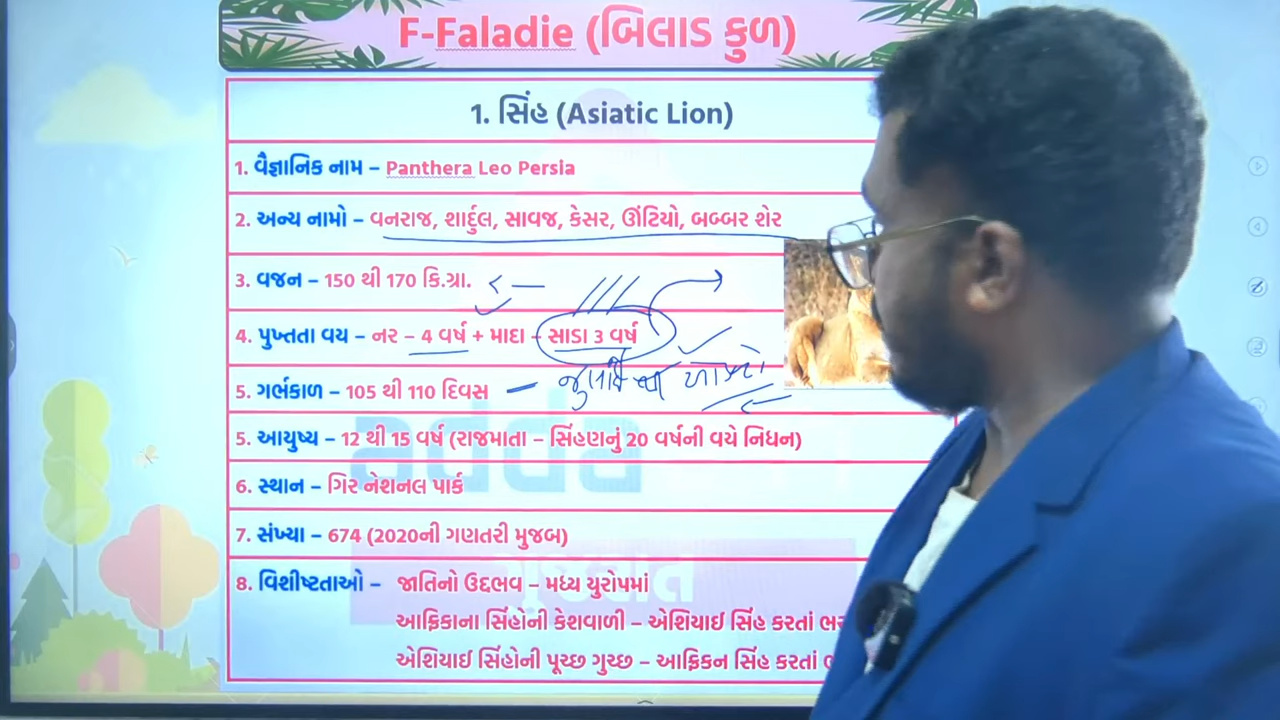 F-Faladie (બિલાડ કુળ)
1. સિંહ (Asiatic Lion)
1. વૈજ્ઞાનિક નામ – Panthera Leo Persia
2. અન્ય નામો – વનરાજ, શાર્દુલ, સાવજ, કેસર, ઊંટિયો, બબ્બર શેર
3. વજન – 150 થી 170 કિ.ગ્રા.
4. પુખ્તતા વય – નર – 4 વર્ષ + માદા - સાડા 3 વર્ષ
5. ગર્ભકાળ – 105 થી 110 દિવસ –
5. આયુષ્ય – 12 થી 15 વર્ષ (રાજમાતા – સિંહણનું 20 વર્ષની વયે નિધન)
adda
6. સ્થાન – ગિર નેશનલ પાર્ક
7. સંખ્યા – 674 (2020ની ગણતરી મુજબ)
8. વિશીષ્ટતાઓ – જાતિનો ઉદભવ – મધ્ય યુરોપમાં
ગુજરાત
આફ્રિકાના સિંહોની કેશવાળી – એશિયાઈ સિંહ કરતાં
એશિયાઈ સિંહોની પૂચ્છ ગુચ્છ – આફ્રિકન સિંહ કરતાં